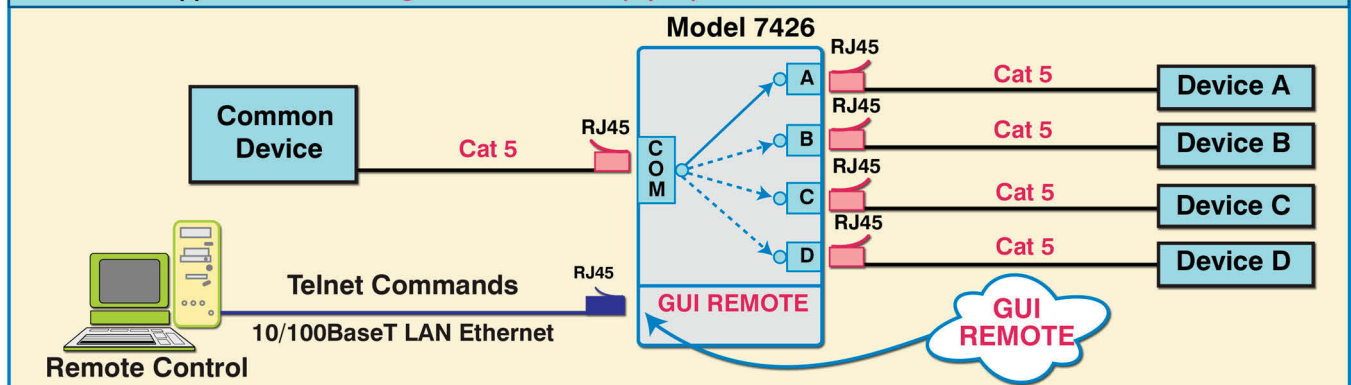 Model 7426
Common
Device
Cat 5
RJ45
COM
A
B
C
D
RJ45
Cat 5
Device A
RJ45
Cat 5
Device B
RJ45
Cat 5
Device C
RJ45
Cat 5
Device D
Telnet Commands
10/100BaseT LAN Ethernet
RJ45
GUI REMOTE
GUI
REMOTE
Remote Control